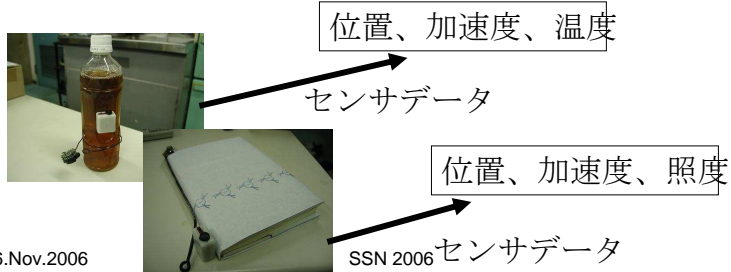 位置、加速度、温度
センサデータ
位置、加速度、照度
6.Nov.2006
SSN 2006
センサデータ